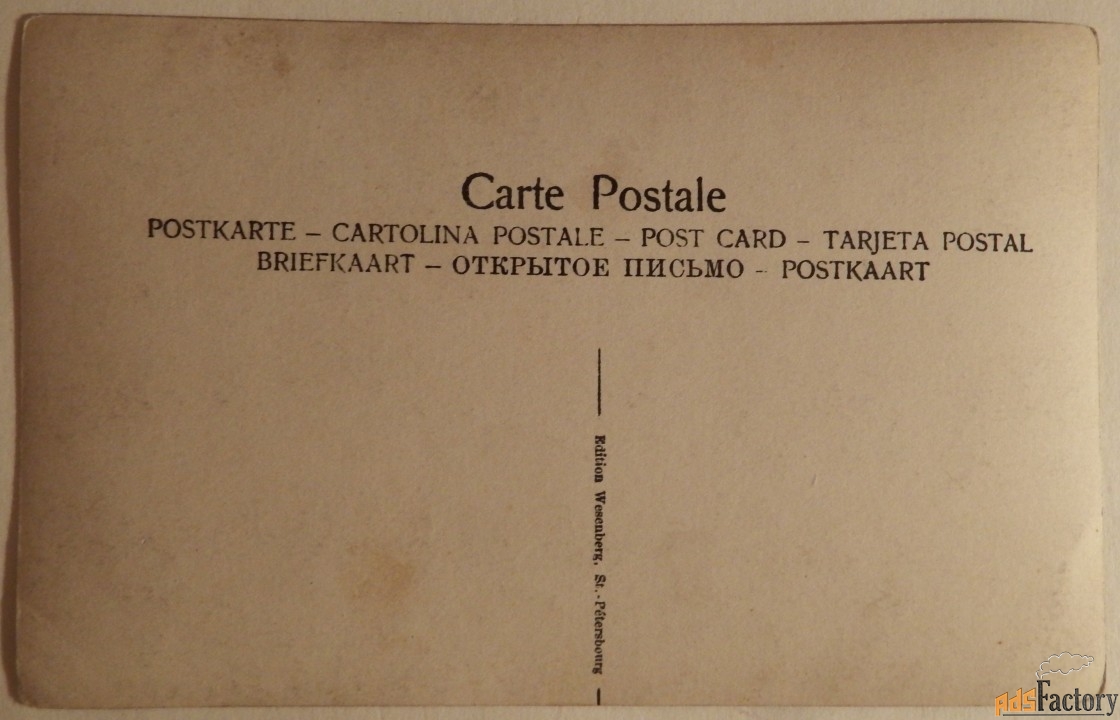 Carte Postale
POSTKARTE – CARTOLINA POSTALE – POST CARD – TARJETA POSTAL
BRIEFKAART – ОТКРЫТОЕ ПИСЬМО – POSTKAART
Edition Wesenberg, St.-Pétersbourg
adsFactory